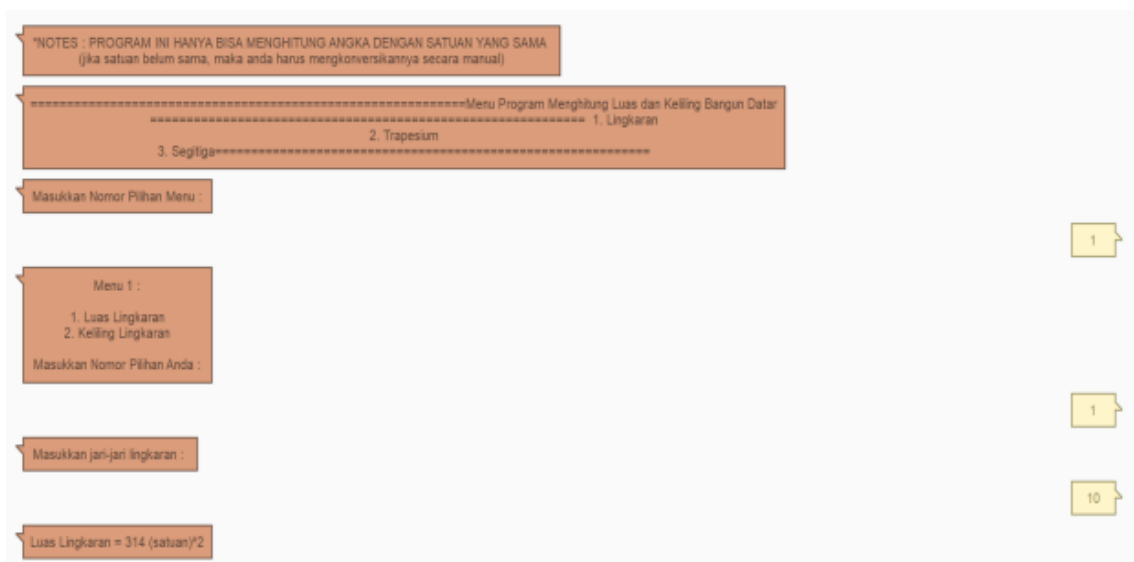 *NOTES : PROGRAM INI HANYA BISA MENGHITUNG ANGKA DENGAN SATUAN YANG SAMA
(jika satuan belum sama, maka anda harus mengkonversikannya secara manual)
============================================================Menu Program Menghitung Luas dan Keliling Bangun Datar
============================================================ 1. Lingkaran
2. Trapesium
3. Segitiga============================================================
Masukkan Nomor Pilihan Menu :
1
Menu 1 :
1. Luas Lingkaran
2. Keliling Lingkaran
Masukkan Nomor Pilihan Anda :
1
Masukkan jari-jari lingkaran :
10
Luas Lingkaran = 314 (satuan)^2